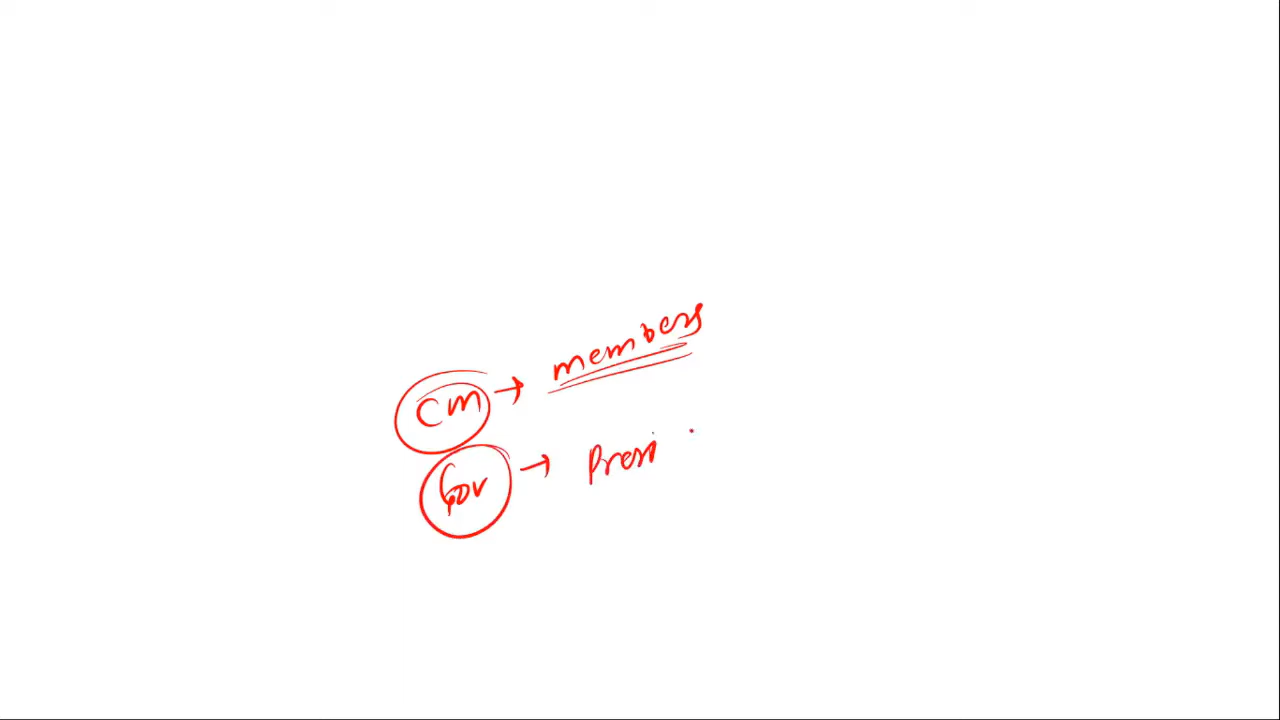 CM → members
Gov → Presi